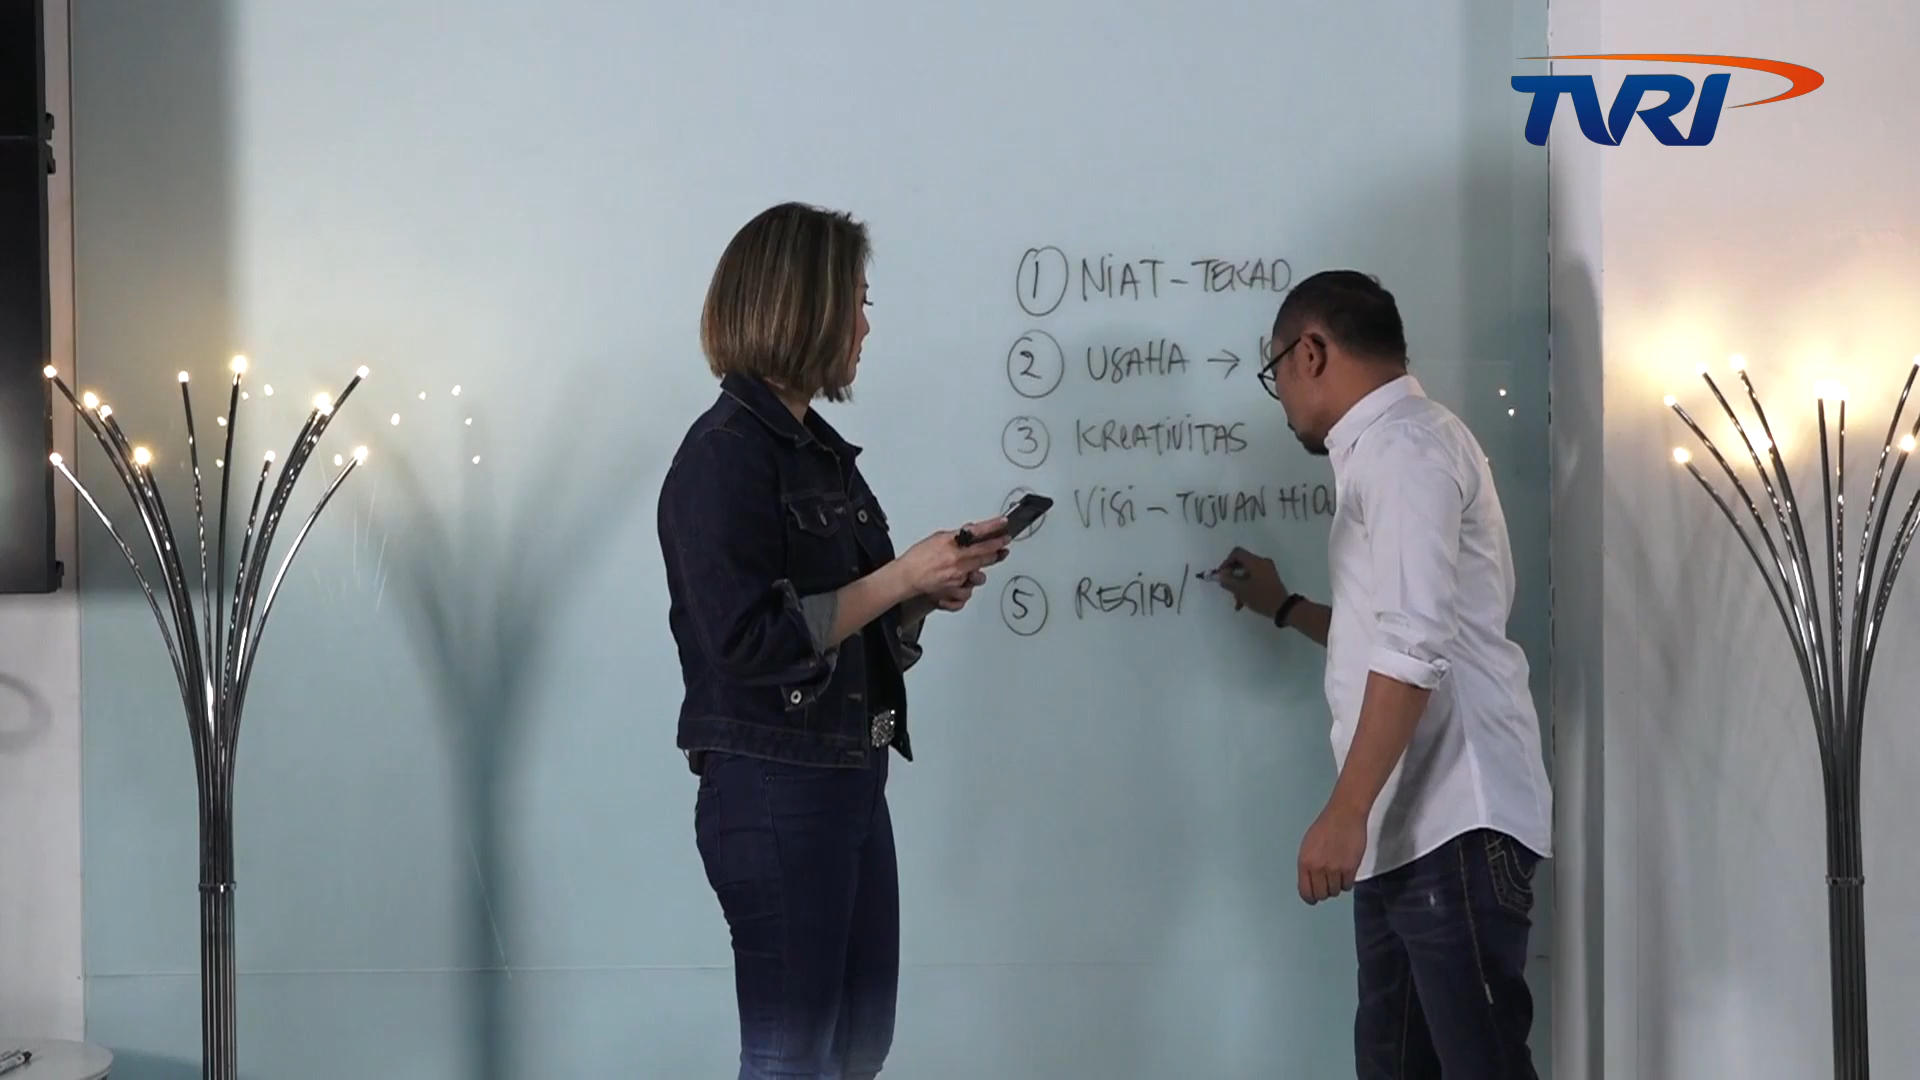 TVRI
1 NiAT - TEKAD
2 USAHA →
3 KReATiViTAS
ViSi - TUJUAN
5 RESiKO/